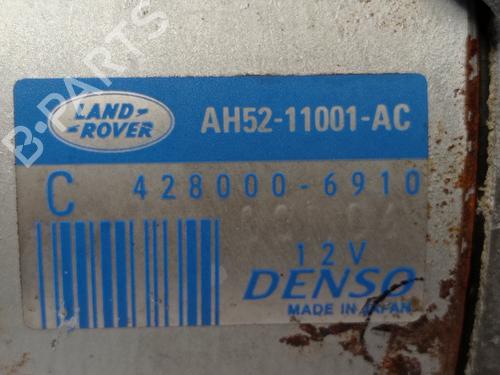 LAND-
ROVER
AH52-11001-AC
C 428000-6910
12V
DENSO
MADE IN JAPAN
B-PARTS